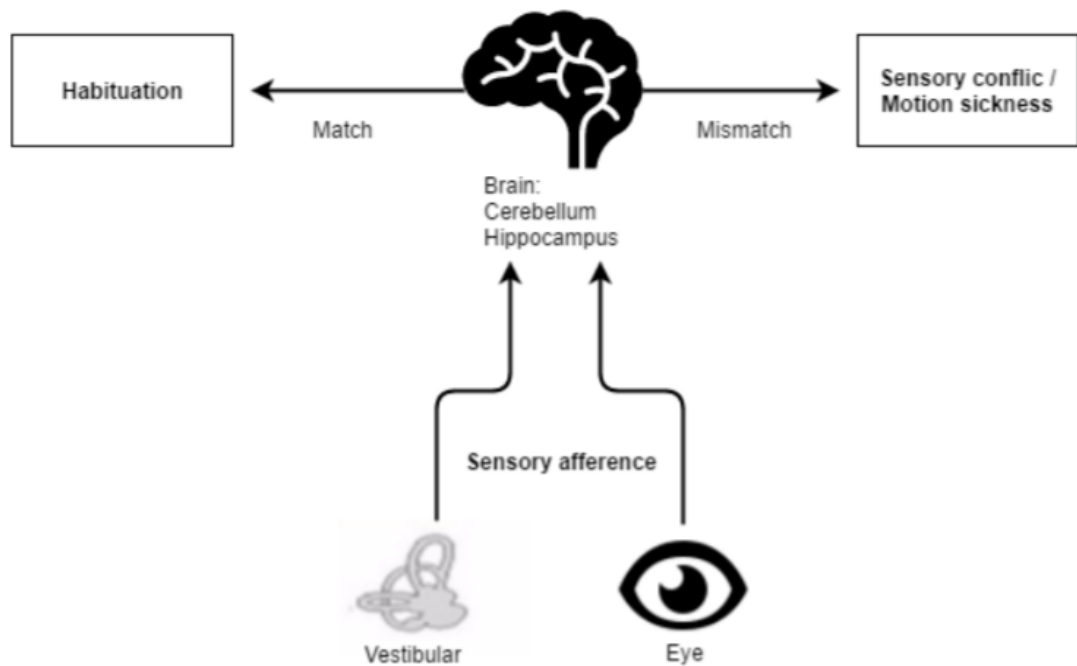 Habituation
Match
Mismatch
Sensory conflic /
Motion sickness
Brain:
Cerebellum
Hippocampus
Sensory afference
Vestibular
Eye